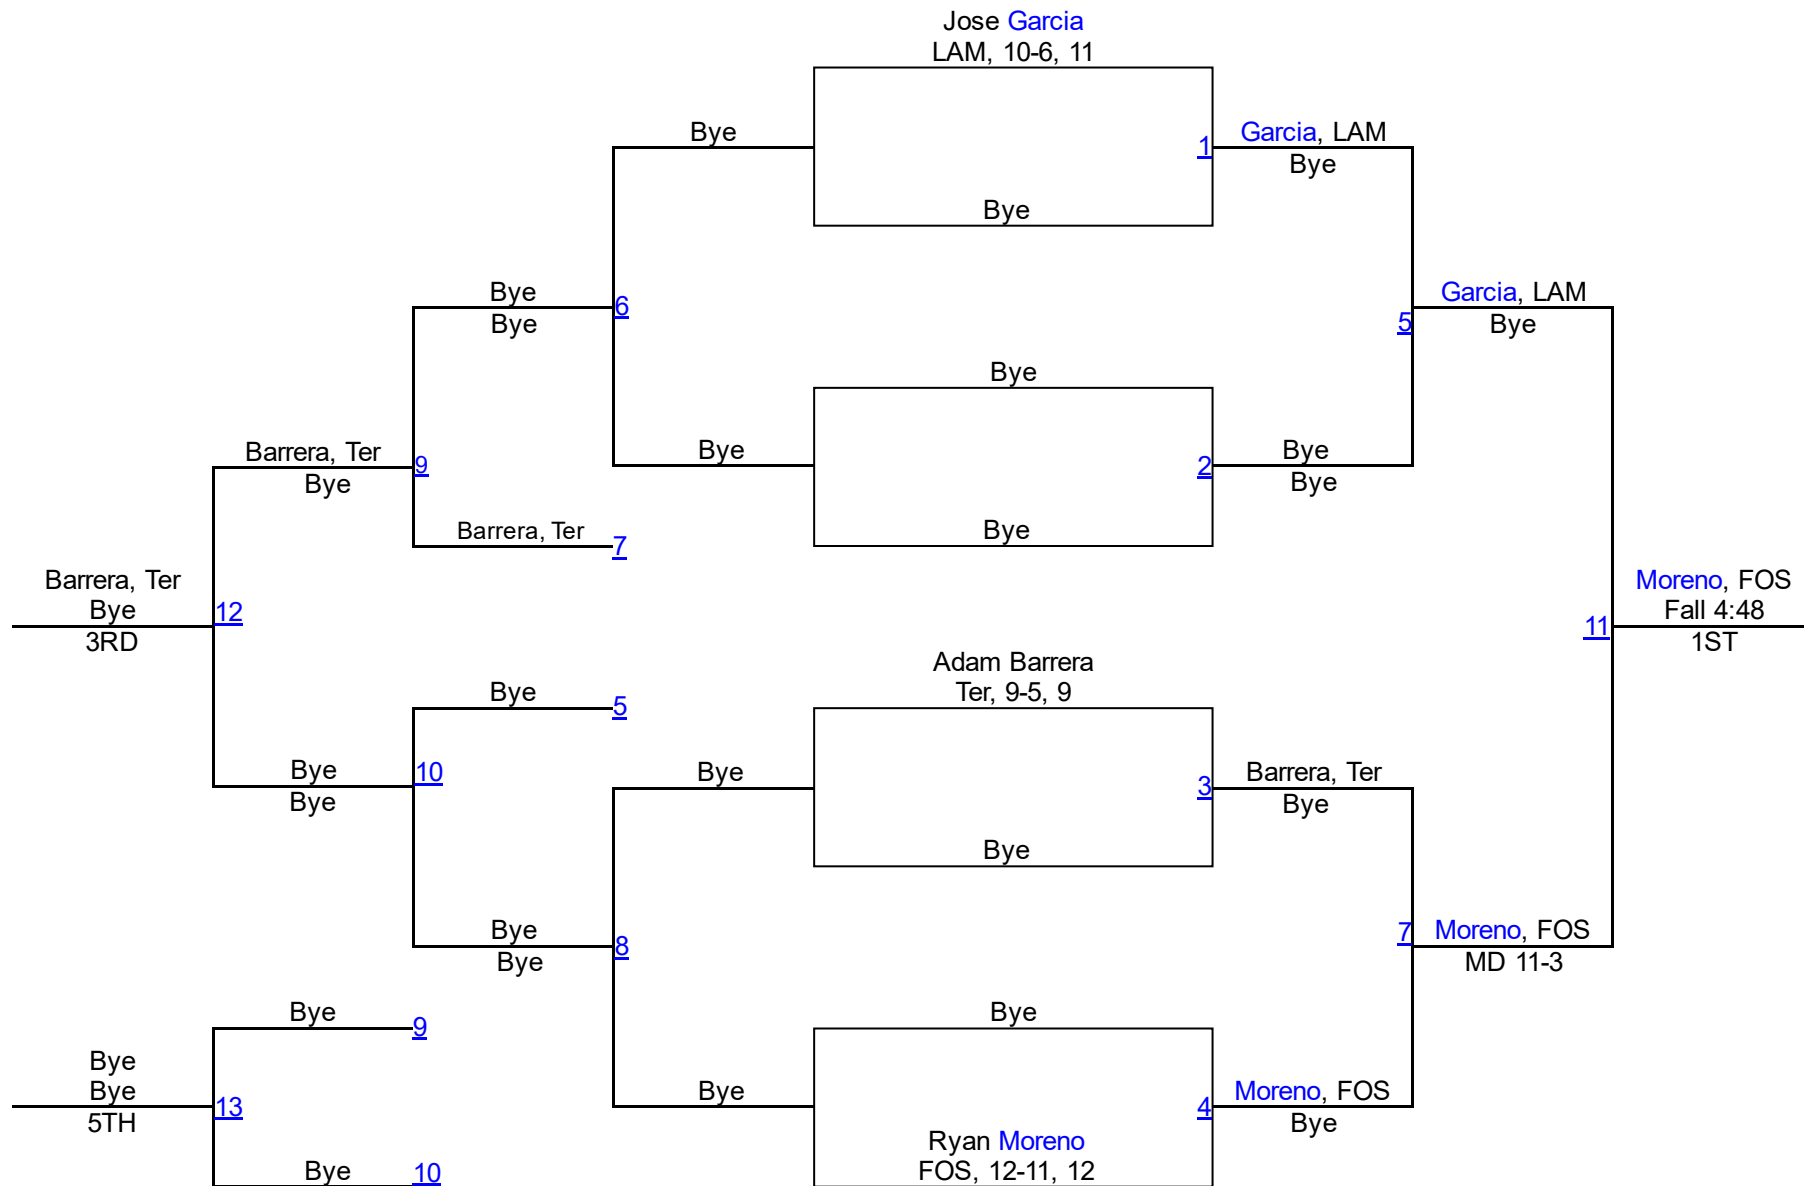 Jose Garcia
LAM, 10-6, 11
Bye
1
Garcia, LAM
Bye
Bye
Bye
Bye
6
Garcia, LAM
Bye
5
Bye
Barrera, Ter
Bye
9
Bye
2
Bye
Bye
Barrera, Ter
7
Bye
Barrera, Ter
Bye
3RD
12
Moreno, FOS
Fall 4:48
1ST
11
Adam Barrera
Ter, 9-5, 9
Bye
5
Bye
Bye
10
Bye
3
Barrera, Ter
Bye
Bye
Bye
Bye
8
7
Moreno, FOS
MD 11-3
Bye
9
Bye
Bye
Bye
5TH
13
Bye
4
Moreno, FOS
Bye
Ryan Moreno
FOS, 12-11, 12
Bye
10